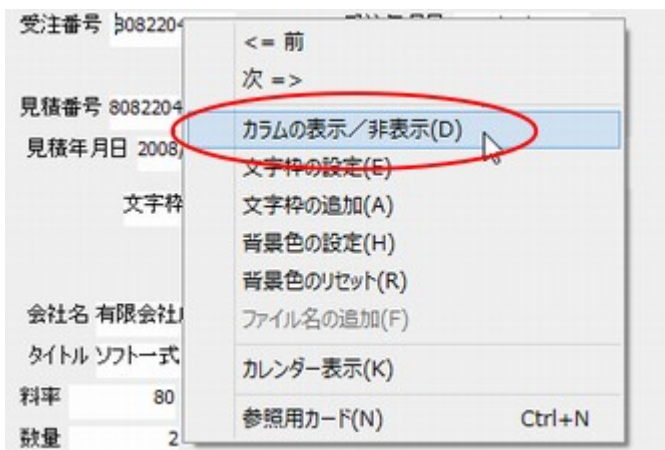 受注番号 8082204
<= 前
次 =>
見積番号 8082204
カラムの表示／非表示(D)
見積年月日 2008/
文字枠の設定(E)
文字枠
文字枠の追加(A)
背景色の設定(H)
背景色のリセット(R)
会社名 有限会社
ファイル名の追加(F)
タイトル ソフト一式
カレンダー表示(K)
料率 80
参照用カード(N) Ctrl+N
数量 2